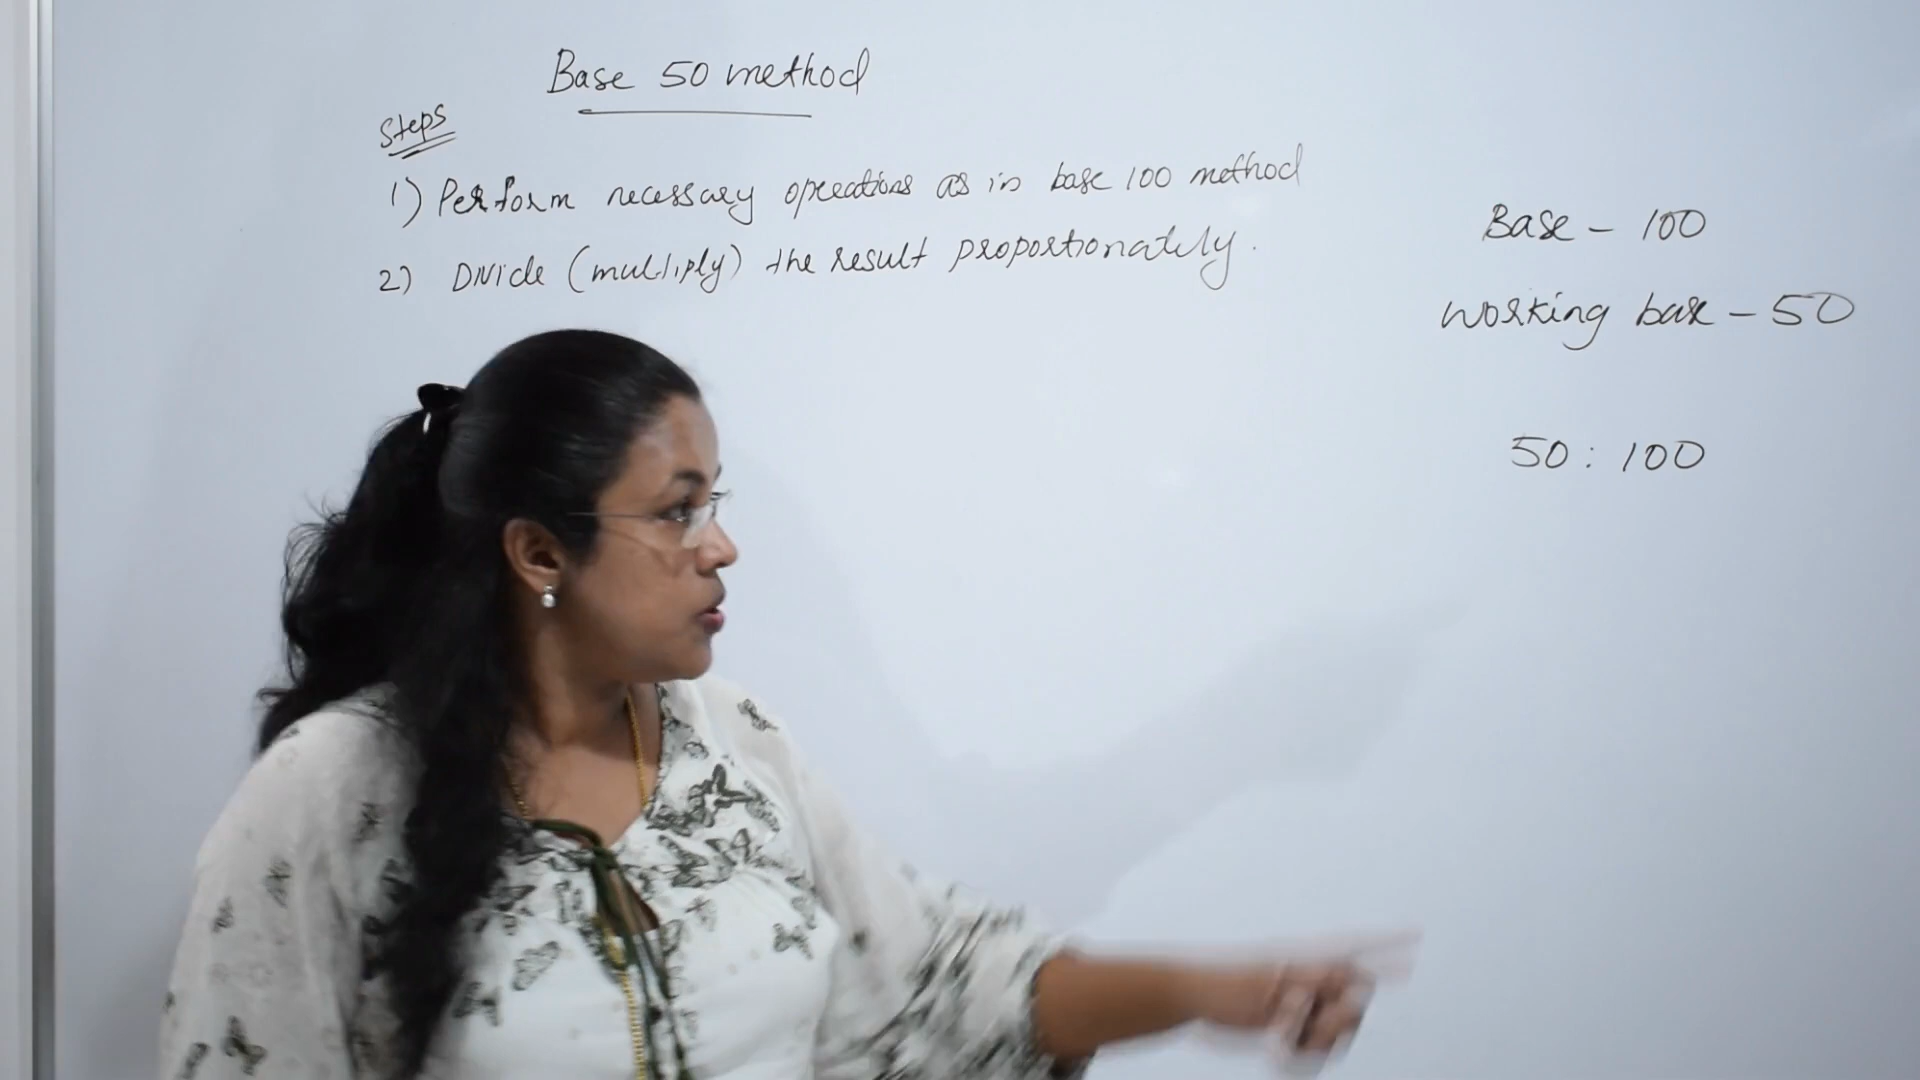 Base 50 method
Steps
1) Perform necessary operations as in base 100 method
2) Divide (multiply) the result proportionately.
Base - 100
Working base - 50
50 : 100